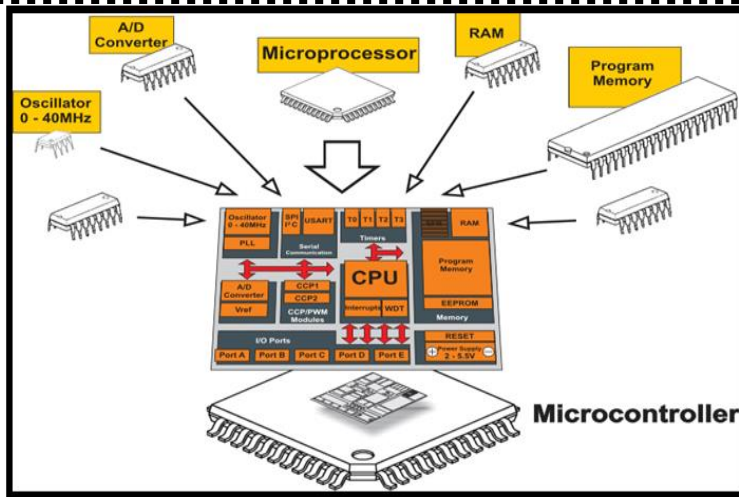 A/D
Converter
Microprocessor
RAM
Program
Memory
Oscillator
0 - 40MHz
Oscillator
0 - 40MHz
PLL
SPI
I²C
USART
Serial
Communication
T0
T1
T2
T3
Timers
RAM
Program
Memory
EEPROM
Memory
A/D
Converter
Vref
CCP1
CCP2
CCP/PWM
Modules
CPU
Interrupts
WDT
I/O Ports
Port A
Port B
Port C
Port D
Port E
RESET
Power Supply
2 - 5.5V
Microcontroller